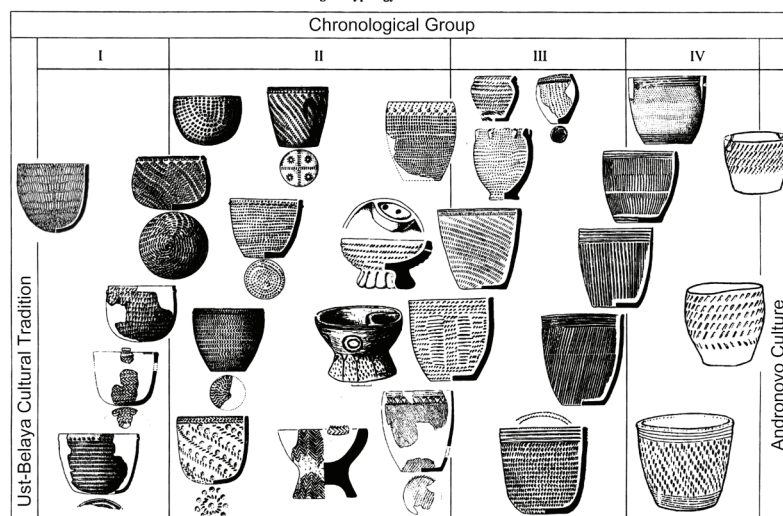 Chronological Group
I
II
III
IV
Ust-Belaya Cultural Tradition
Andronovo Culture